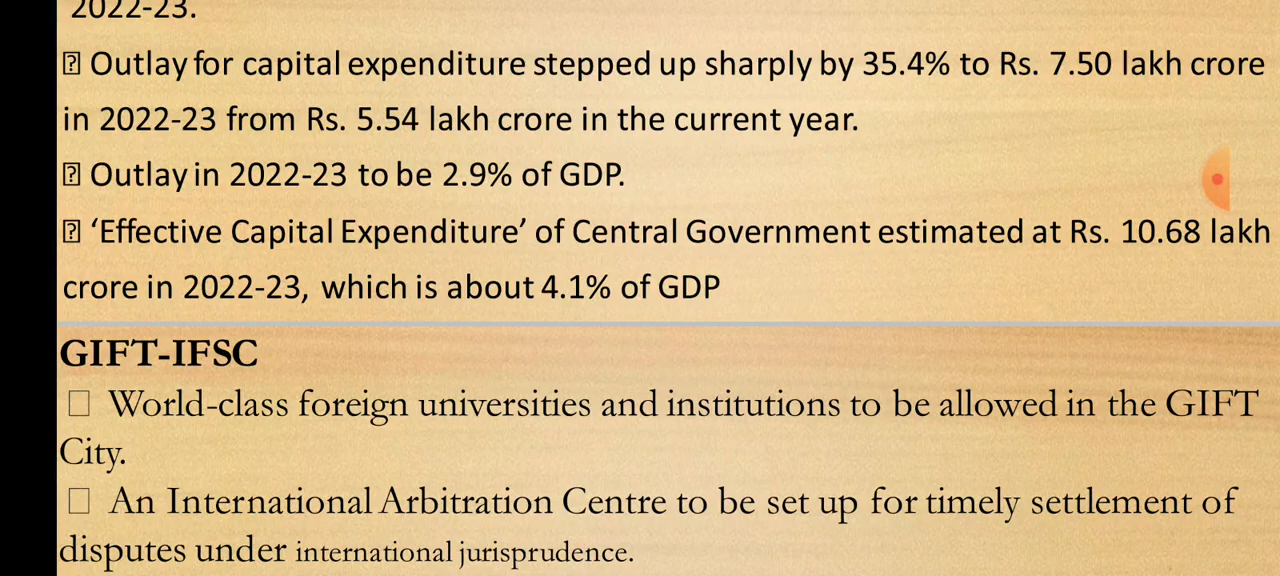 2022-23.
⍰ Outlay for capital expenditure stepped up sharply by 35.4% to Rs. 7.50 lakh crore
in 2022-23 from Rs. 5.54 lakh crore in the current year.
⍰ Outlay in 2022-23 to be 2.9% of GDP.
⍰ ‘Effective Capital Expenditure’ of Central Government estimated at Rs. 10.68 lakh
crore in 2022-23, which is about 4.1% of GDP
GIFT-IFSC
□ World-class foreign universities and institutions to be allowed in the GIFT
City.
□ An International Arbitration Centre to be set up for timely settlement of
disputes under international jurisprudence.